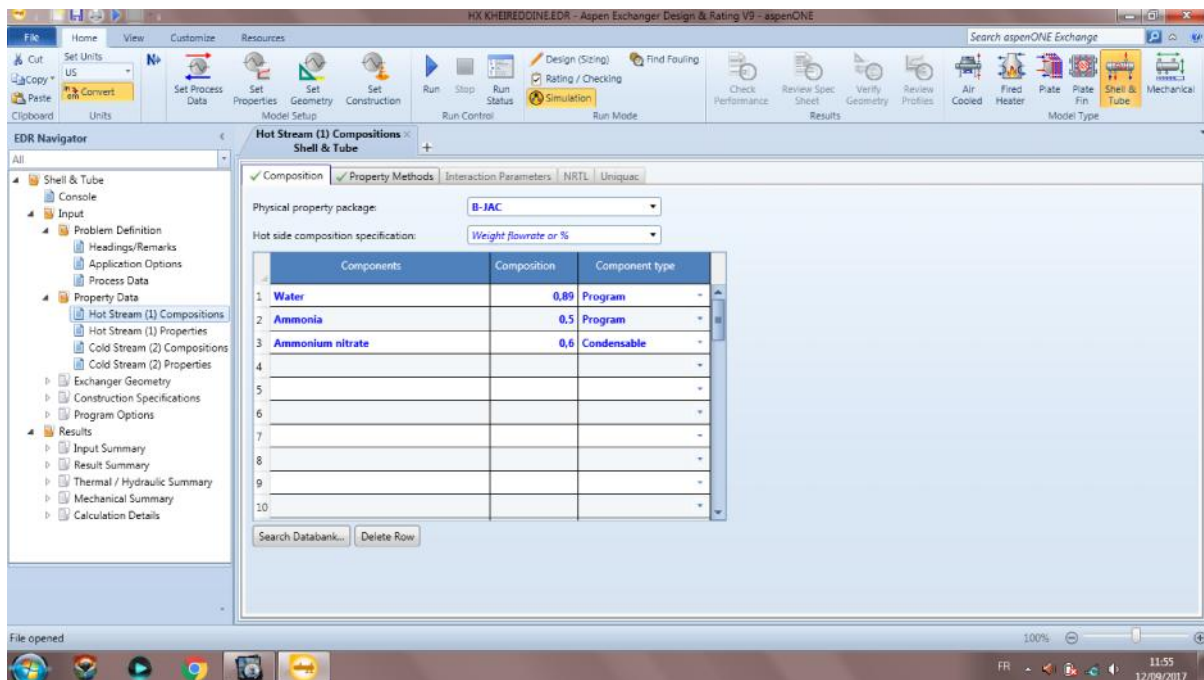 HX KHEIREDDINE.EDR - Aspen Exchanger Design & Rating V9 - aspenONE
File Home View Customize Resources
Search aspenONE Exchange
Cut
Copy
Paste
Clipboard
Set Units
US
Convert
Units
Set Process Data
Set Properties
Set Geometry
Set Construction
Model Setup
Run
Stop
Run Status
Run Control
Design (Sizing)
Rating / Checking
Simulation
Find Fouling
Run Mode
Check Performance
Review Spec Sheet
Verify Geometry
Review Profiles
Results
Air Cooled
Fired Heater
Plate
Plate Fin
Shell & Tube
Mechanical
Model Type
EDR Navigator
All
Shell & Tube
Console
Input
Problem Definition
Headings/Remarks
Application Options
Process Data
Property Data
Hot Stream (1) Compositions
Hot Stream (1) Properties
Cold Stream (2) Compositions
Cold Stream (2) Properties
Exchanger Geometry
Construction Specifications
Program Options
Results
Input Summary
Result Summary
Thermal / Hydraulic Summary
Mechanical Summary
Calculation Details
Hot Stream (1) Compositions
Shell & Tube
Composition Property Methods Interaction Parameters NRTL Uniquac
Physical property package: B-JAC
Hot side composition specification: Weight flowrate or %
Components Composition Component type
1 Water 0,89 Program
2 Ammonia 0,5 Program
3 Ammonium nitrate 0,6 Condensable
4
5
6
7
8
9
10
Search Databank... Delete Row
File opened
100%
FR
11:55
12/09/2017